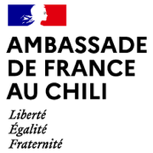 AMBASSADE
DE FRANCE
AU CHILI
Liberté
Égalité
Fraternité